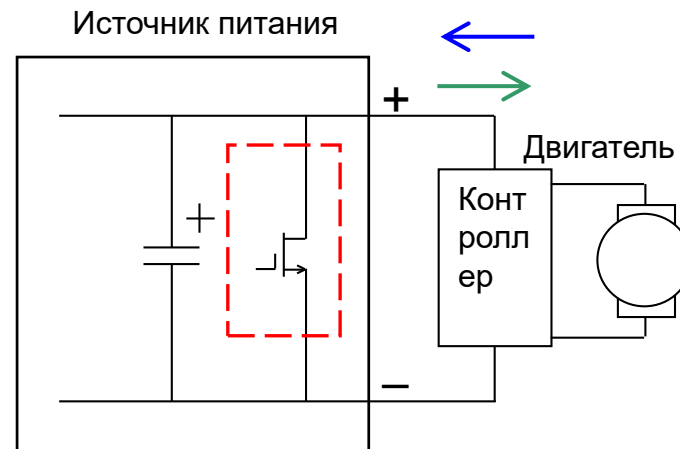 Источник питания
+
Двигатель
Конт
ролл
ер
+
−